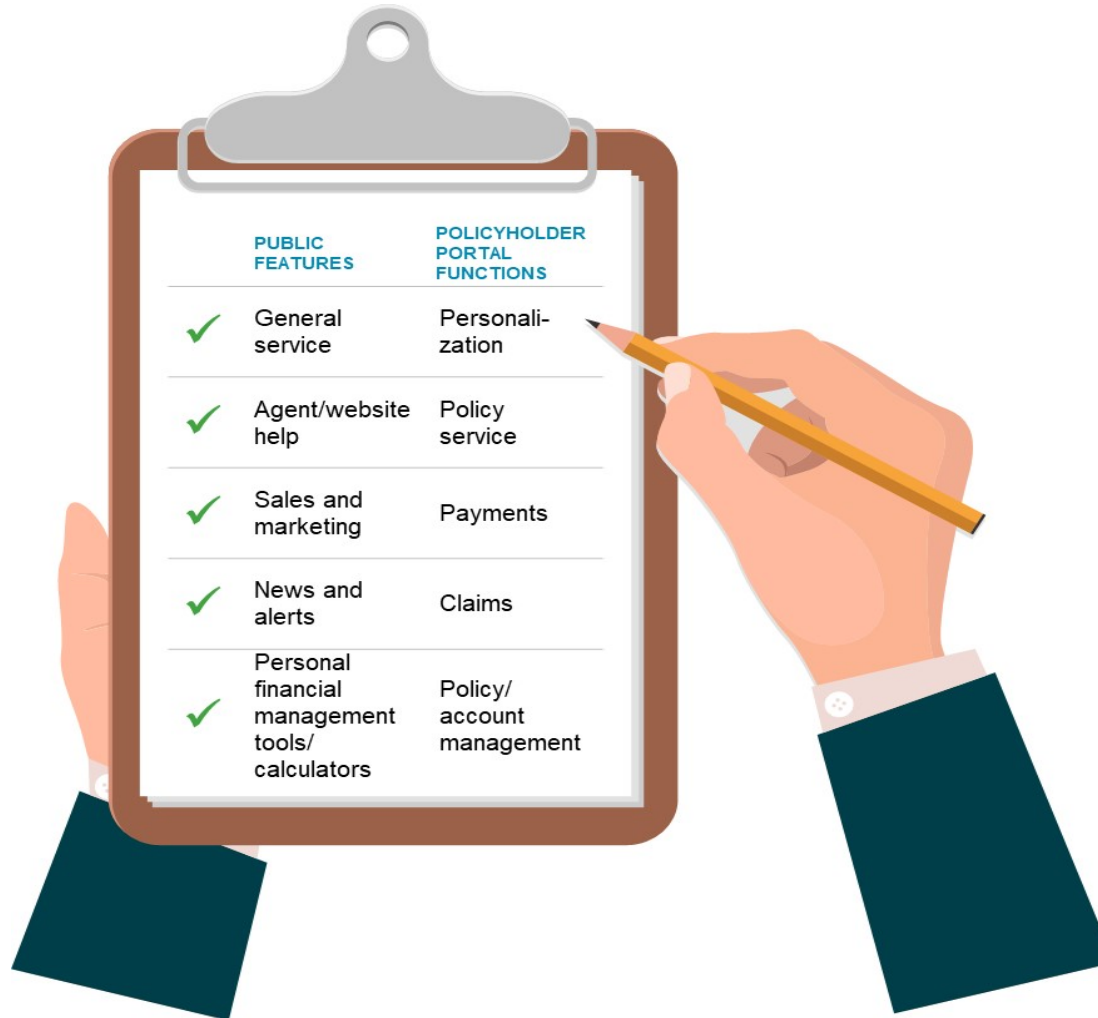 PUBLIC
FEATURES
POLICYHOLDER
PORTAL
FUNCTIONS
General
service
Personali-
zation
Agent/website
help
Policy
service
Sales and
marketing
Payments
News and
alerts
Claims
Personal
financial
management
tools/
calculators
Policy/
account
management